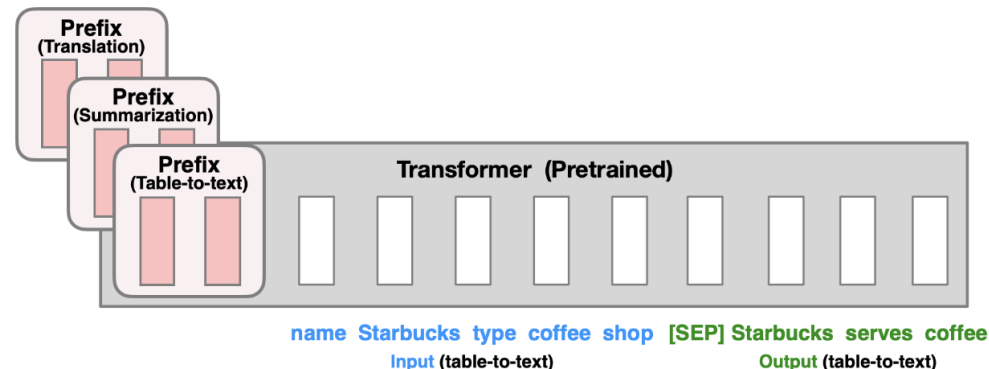 Prefix
(Translation)
Prefix
(Summarization)
Prefix
(Table-to-text)
Transformer (Pretrained)
name Starbucks type coffee shop [SEP] Starbucks serves coffee
Input (table-to-text) Output (table-to-text)